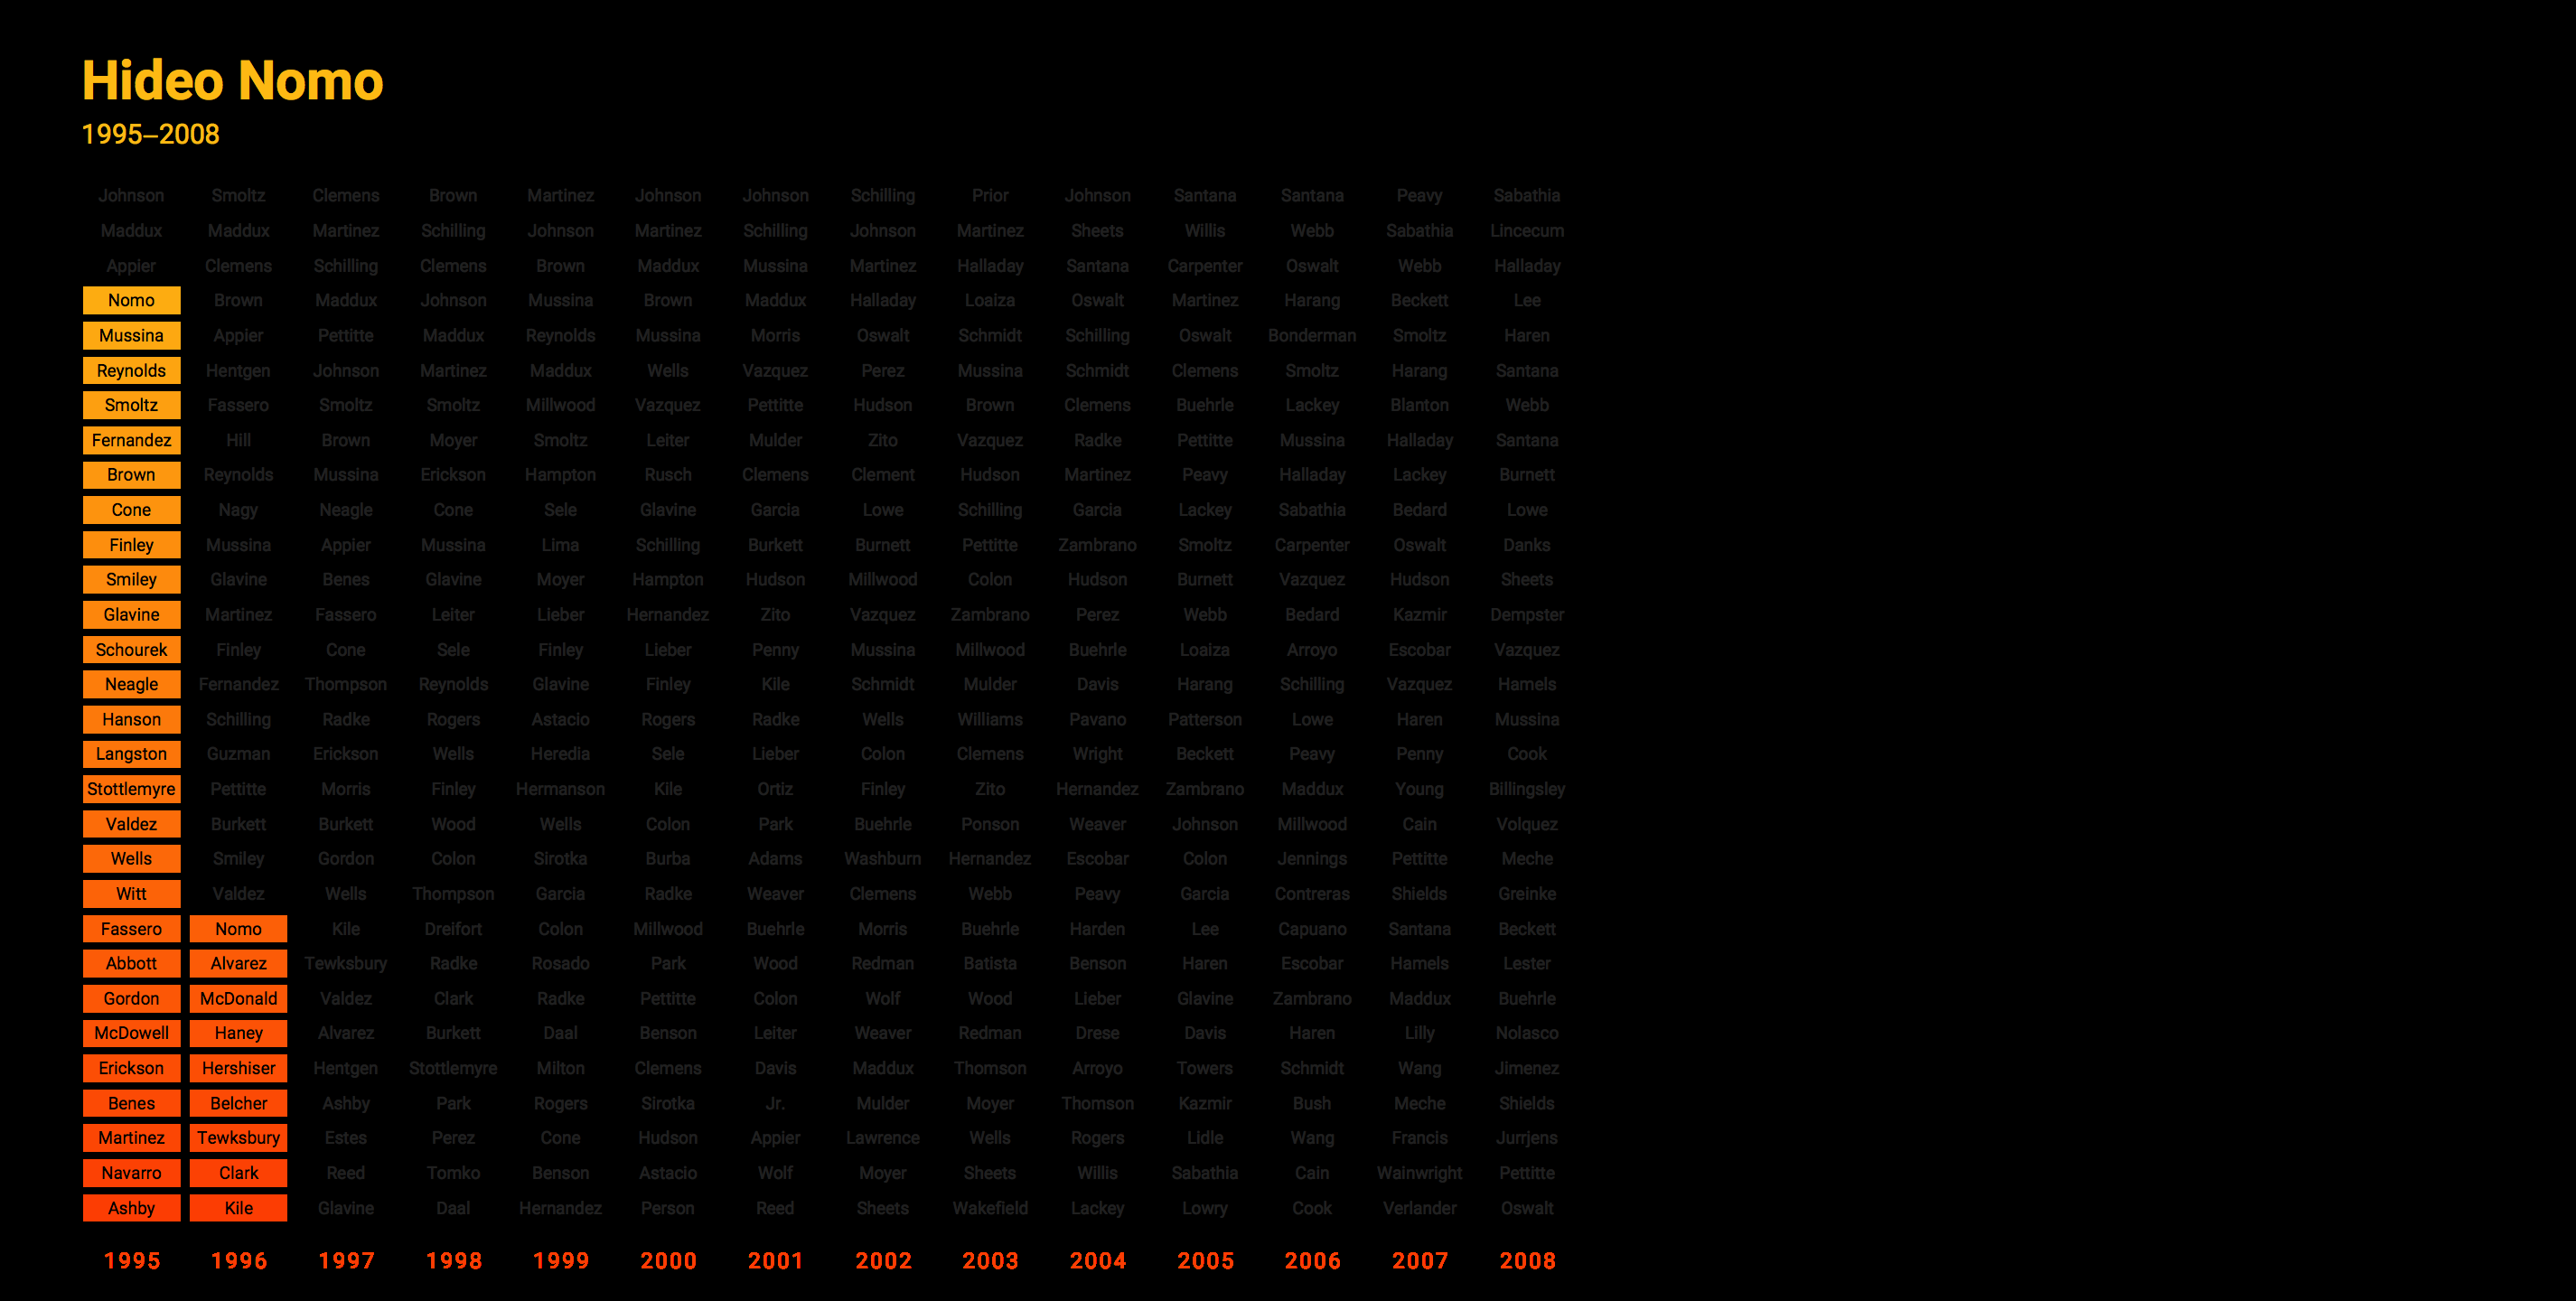 Hideo Nomo
1995–2008
Johnson Smoltz Clemens Brown Martinez Johnson Johnson Schilling Prior Johnson Santana Santana Peavy Sabathia
Maddux Maddux Martinez Schilling Johnson Martinez Schilling Johnson Martinez Sheets Willis Webb Sabathia Lincecum
Appier Clemens Schilling Clemens Brown Maddux Mussina Martinez Halladay Santana Carpenter Oswalt Webb Halladay
Nomo Brown Maddux Johnson Mussina Brown Maddux Halladay Loaiza Oswalt Martinez Harang Beckett Lee
Mussina Appier Pettitte Maddux Reynolds Mussina Morris Oswalt Schmidt Schilling Oswalt Bonderman Smoltz Haren
Reynolds Hentgen Johnson Martinez Maddux Wells Vazquez Perez Mussina Schmidt Clemens Smoltz Harang Santana
Smoltz Fassero Smoltz Smoltz Millwood Vazquez Pettitte Hudson Brown Clemens Buehrle Lackey Blanton Webb
Fernandez Hill Brown Moyer Smoltz Leiter Mulder Zito Vazquez Radke Pettitte Mussina Halladay Santana
Brown Reynolds Mussina Erickson Hampton Rusch Clemens Clement Hudson Martinez Peavy Halladay Lackey Burnett
Cone Nagy Neagle Cone Sele Glavine Garcia Lowe Schilling Garcia Lackey Sabathia Bedard Lowe
Finley Mussina Appier Mussina Lima Schilling Burkett Burnett Pettitte Zambrano Smoltz Carpenter Oswalt Danks
Smiley Glavine Benes Glavine Moyer Hampton Hudson Millwood Colon Hudson Burnett Vazquez Hudson Sheets
Glavine Martinez Fassero Leiter Lieber Hernandez Zito Vazquez Zambrano Perez Webb Bedard Kazmir Dempster
Schourek Finley Cone Sele Finley Lieber Penny Mussina Millwood Buehrle Loaiza Arroyo Escobar Vazquez
Neagle Fernandez Thompson Reynolds Glavine Finley Kile Schmidt Mulder Davis Harang Schilling Vazquez Hamels
Hanson Schilling Radke Rogers Astacio Rogers Radke Wells Williams Pavano Patterson Lowe Haren Mussina
Langston Guzman Erickson Wells Heredia Sele Lieber Colon Clemens Wright Beckett Peavy Penny Cook
Stottlemyre Pettitte Morris Finley Hermanson Kile Ortiz Finley Zito Hernandez Zambrano Maddux Young Billingsley
Valdez Burkett Burkett Wood Wells Colon Park Buehrle Ponson Weaver Johnson Millwood Cain Volquez
Wells Smiley Gordon Colon Sirotka Burba Adams Washburn Hernandez Escobar Colon Jennings Pettitte Meche
Witt Valdez Wells Thompson Garcia Radke Weaver Clemens Webb Peavy Garcia Contreras Shields Greinke
Fassero Nomo Kile Dreifort Colon Millwood Buehrle Morris Buehrle Harden Lee Capuano Santana Beckett
Abbott Alvarez Tewksbury Radke Rosado Park Wood Redman Batista Benson Haren Escobar Hamels Lester
Gordon McDonald Valdez Clark Radke Pettitte Colon Wolf Wood Lieber Glavine Zambrano Maddux Buehrle
McDowell Haney Alvarez Burkett Daal Benson Leiter Weaver Redman Drese Davis Haren Lilly Nolasco
Erickson Hershiser Hentgen Stottlemyre Milton Clemens Davis Maddux Thomson Arroyo Towers Schmidt Wang Jimenez
Benes Belcher Ashby Park Rogers Sirotka Jr. Mulder Moyer Thomson Kazmir Bush Meche Shields
Martinez Tewksbury Estes Perez Cone Hudson Appier Lawrence Wells Rogers Lidle Wang Francis Jurrjens
Navarro Clark Reed Tomko Benson Astacio Wolf Moyer Sheets Willis Sabathia Cain Wainwright Pettitte
Ashby Kile Glavine Daal Hernandez Person Reed Sheets Wakefield Lackey Lowry Cook Verlander Oswalt
1995 1996 1997 1998 1999 2000 2001 2002 2003 2004 2005 2006 2007 2008